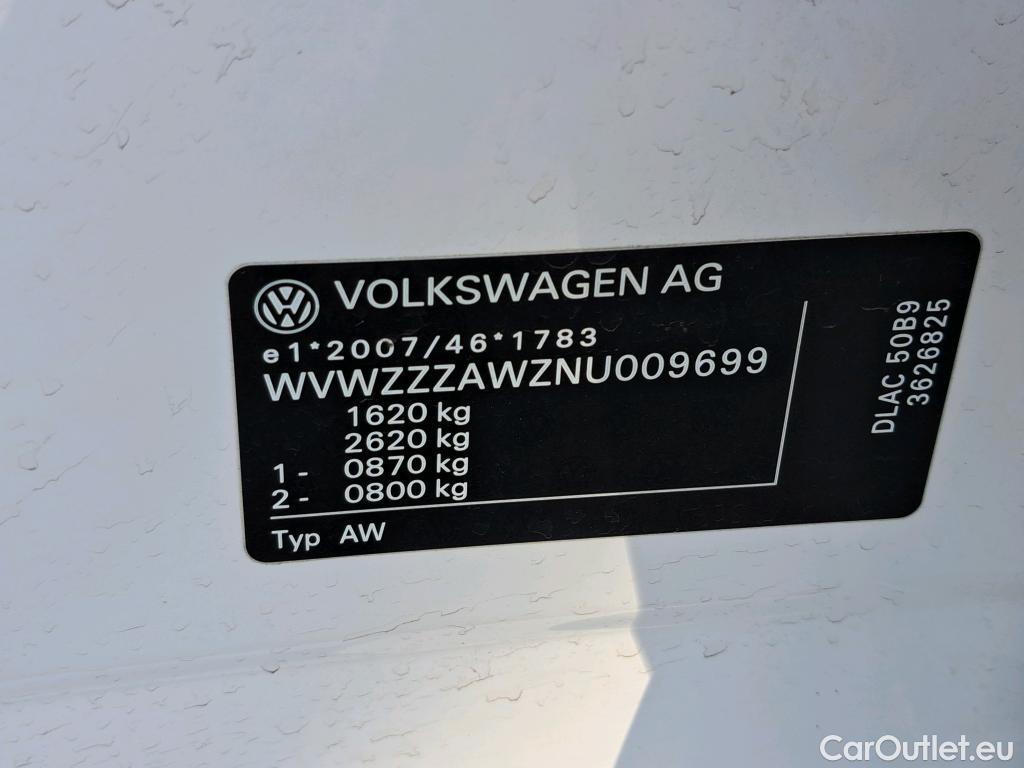 VOLKSWAGEN AG
e1*2007/46*1783
WVWZZZAWZNU009699
1620 kg
2620 kg
1- 0870 kg
2- 0800 kg
Typ AW
DLAC 50B9
3626825
CarOutlet.eu